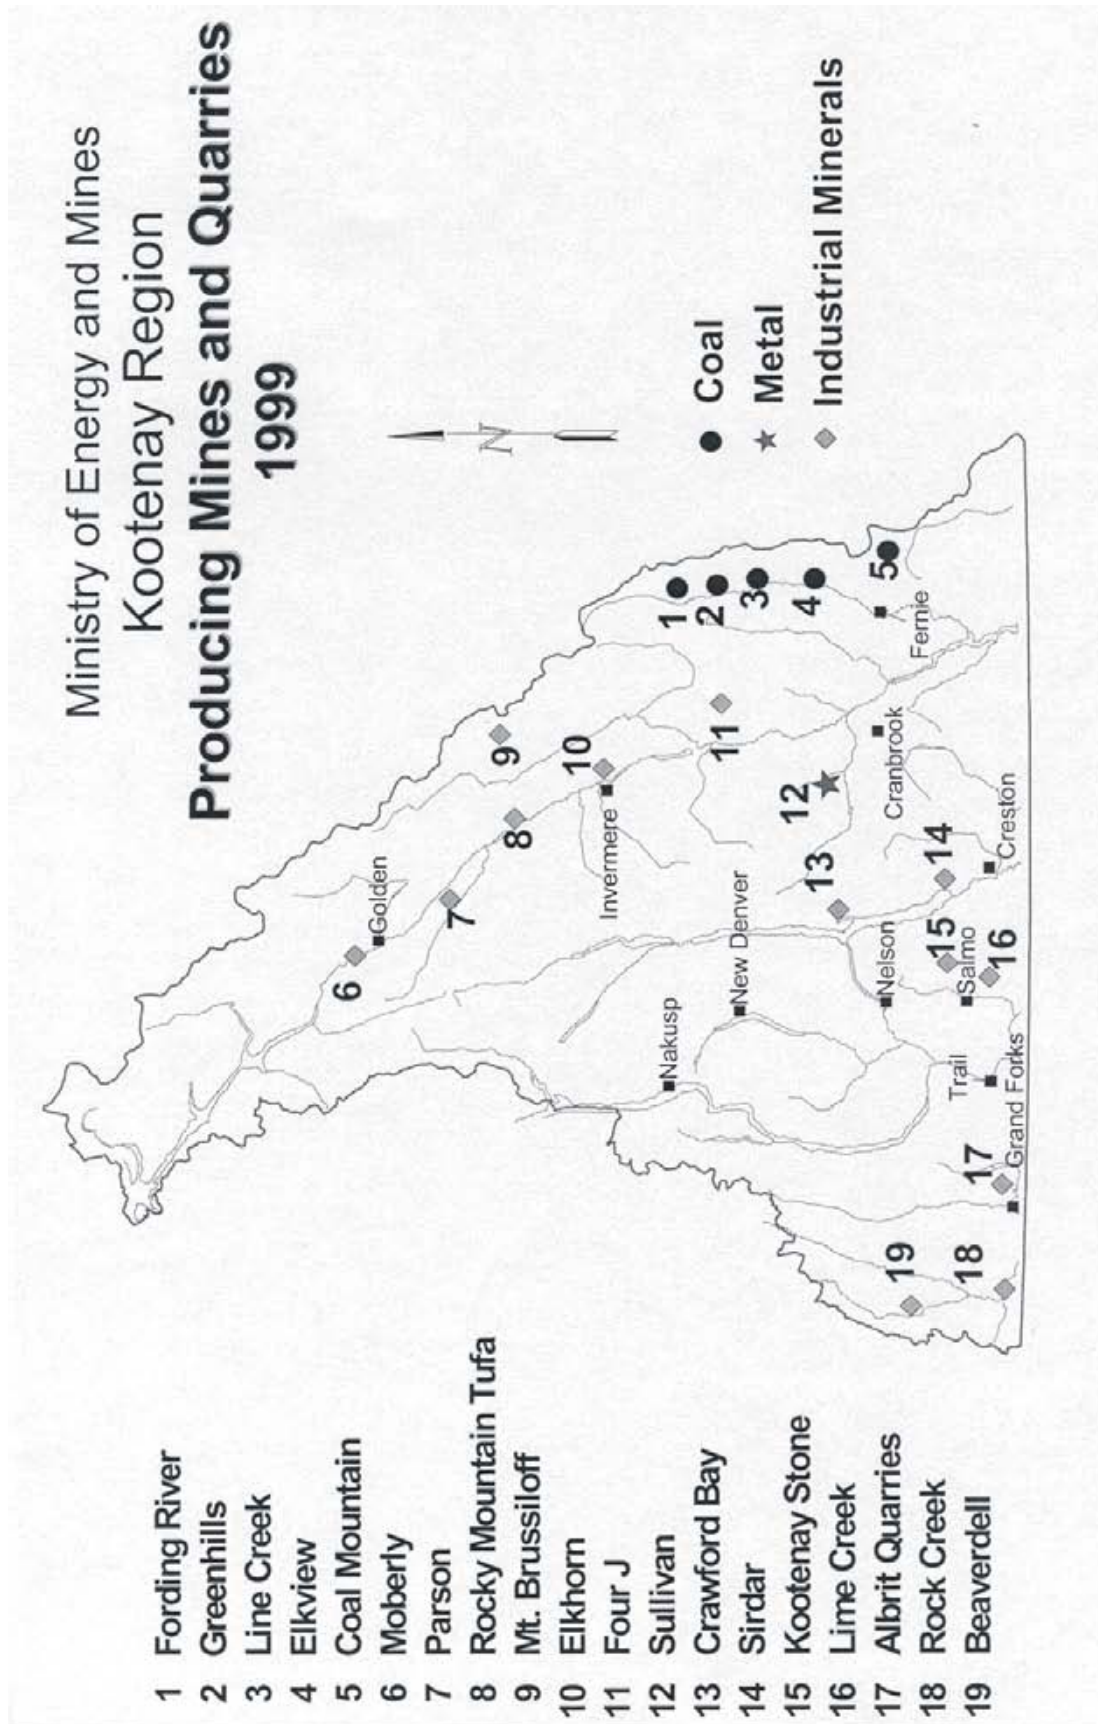 Ministry of Energy and Mines
Kootenay Region
Producing Mines and Quarries
1999
N
Coal
Metal
Industrial Minerals
1 Fording River
2 Greenhills
3 Line Creek
4 Elkview
5 Coal Mountain
6 Moberly
7 Parson
8 Rocky Mountain Tufa
9 Mt. Brussiloff
10 Elkhorn
11 Four J
12 Sullivan
13 Crawford Bay
14 Sirdar
15 Kootenay Stone
16 Lime Creek
17 Albrit Quarries
18 Rock Creek
19 Beaverdell
6
Golden
7
8
9
10
Invermere
1
2
3
4
5
Fernie
11
12
Cranbrook
13
14
Creston
Nakusp
New Denver
Nelson
15
Salmo
16
Trail
Grand Forks
17
18
19